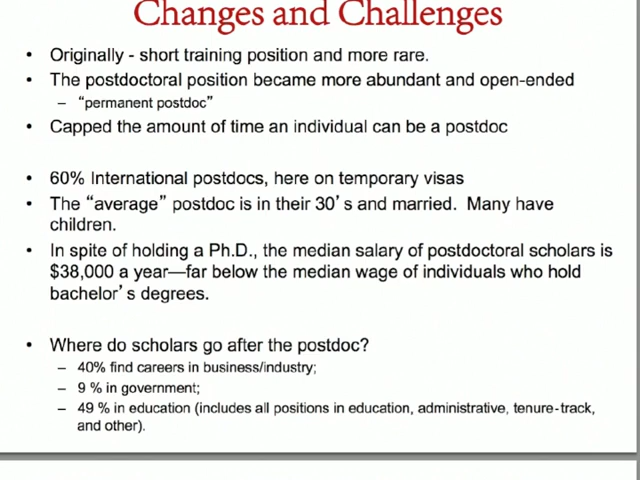 Changes and Challenges
• Originally - short training position and more rare.
• The postdoctoral position became more abundant and open-ended
– “permanent postdoc”
• Capped the amount of time an individual can be a postdoc
• 60% International postdocs, here on temporary visas
• The “average” postdoc is in their 30’s and married. Many have
children.
• In spite of holding a Ph.D., the median salary of postdoctoral scholars is
$38,000 a year—far below the median wage of individuals who hold
bachelor’s degrees.
• Where do scholars go after the postdoc?
– 40% find careers in business/industry;
– 9 % in government;
– 49 % in education (includes all positions in education, administrative, tenure-track,
and other).